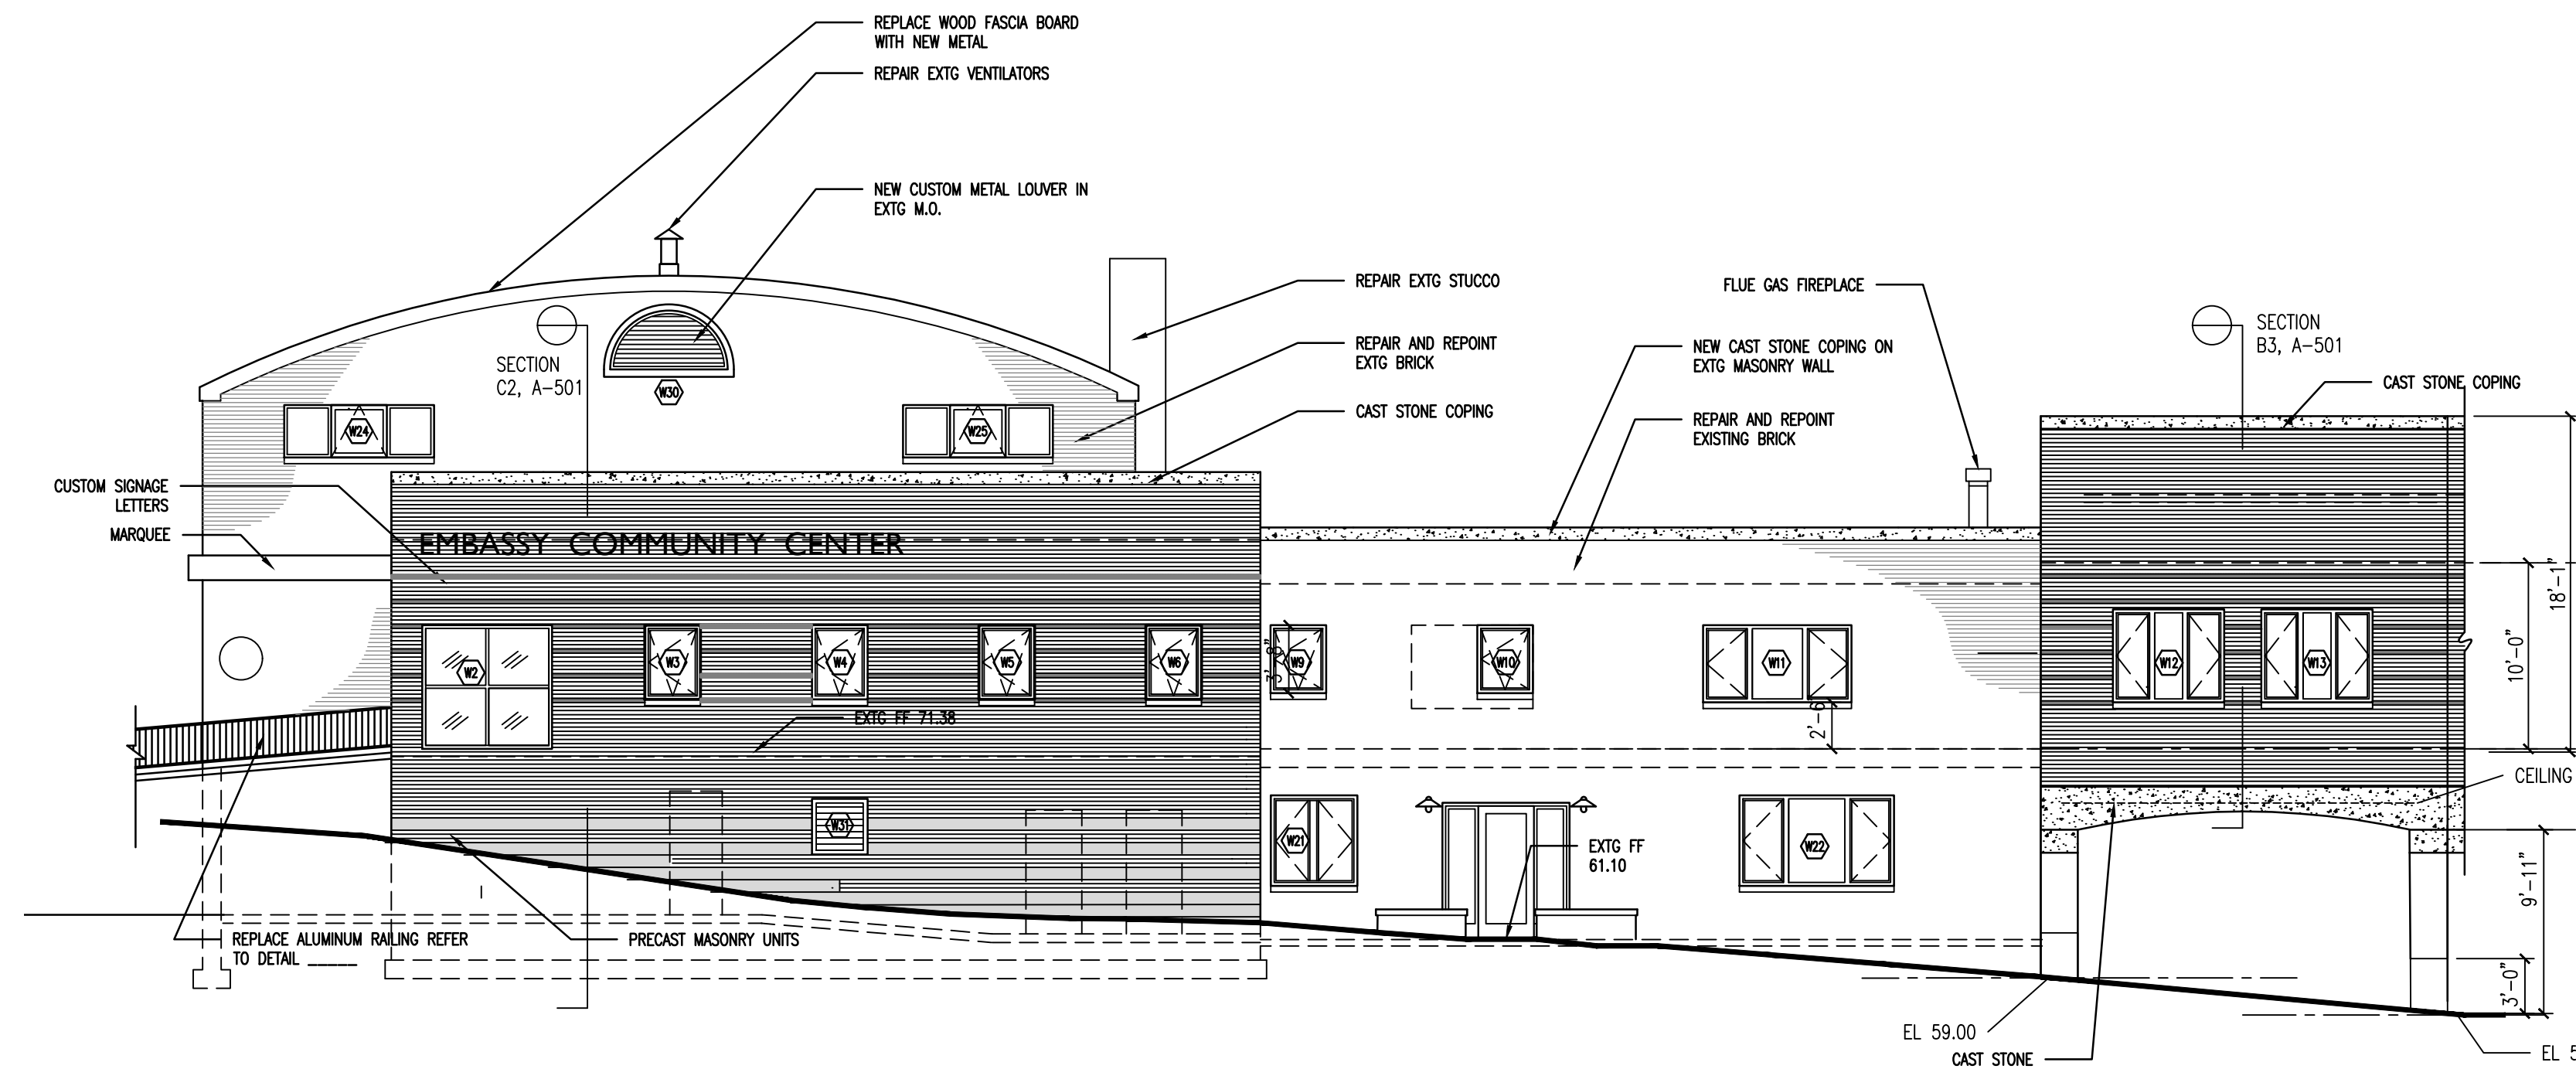 REPLACE WOOD FASCIA BOARD
WITH NEW METAL
REPAIR EXTG VENTILATORS
NEW CUSTOM METAL LOUVER IN
EXTG M.O.
REPAIR EXTG STUCCO
FLUE GAS FIREPLACE
SECTION
B3, A-501
REPAIR AND REPOINT
EXTG BRICK
NEW CAST STONE COPING ON
EXTG MASONRY WALL
SECTION
C2, A-501
W30
CAST STONE COPING
CAST STONE COPING
REPAIR AND REPOINT
EXISTING BRICK
W24
W25
CUSTOM SIGNAGE
LETTERS
MARQUEE
EMBASSY COMMUNITY CENTER
18'-1"
10'-0"
W2
W3
W4
W5
W6
3'-8"
W9
W10
W11
W12
W13
2'-6
EXTG FF 71.38
CEILING
W31
W21
W22
EXTG FF
61.10
9'-11"
3'-0"
REPLACE ALUMINUM RAILING REFER
TO DETAIL _____
PRECAST MASONRY UNITS
EL 59.00
CAST STONE
EL